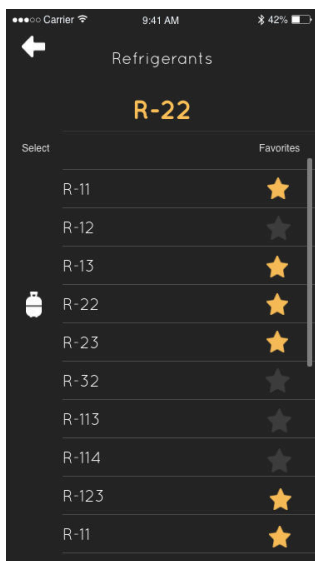 Carrier 9:41 AM 42%
Refrigerants
R-22
Select Favorites
R-11
R-12
R-13
R-22
R-23
R-32
R-113
R-114
R-123
R-11